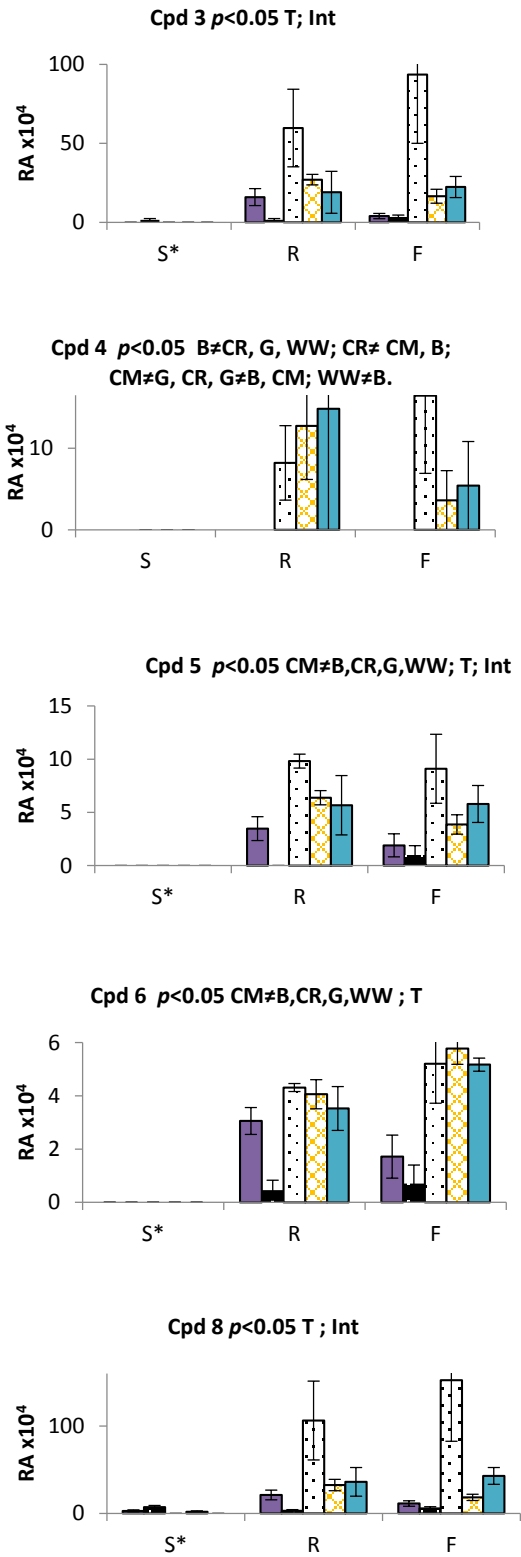 Cpd 3 p<0.05 T; Int
100
50
0
RA x10⁴
S* R F
Cpd 4 p<0.05 B≠CR, G, WW; CR≠ CM, B;
CM≠G, CR, G≠B, CM; WW≠B.
10
0
RA x10⁴
S R F
Cpd 5 p<0.05 CM≠B,CR,G,WW; T; Int
15
10
5
0
RA x10⁴
S* R F
Cpd 6 p<0.05 CM≠B,CR,G,WW ; T
6
4
2
0
RA x10⁴
S* R F
Cpd 8 p<0.05 T ; Int
100
0
RA x10⁴
S* R F